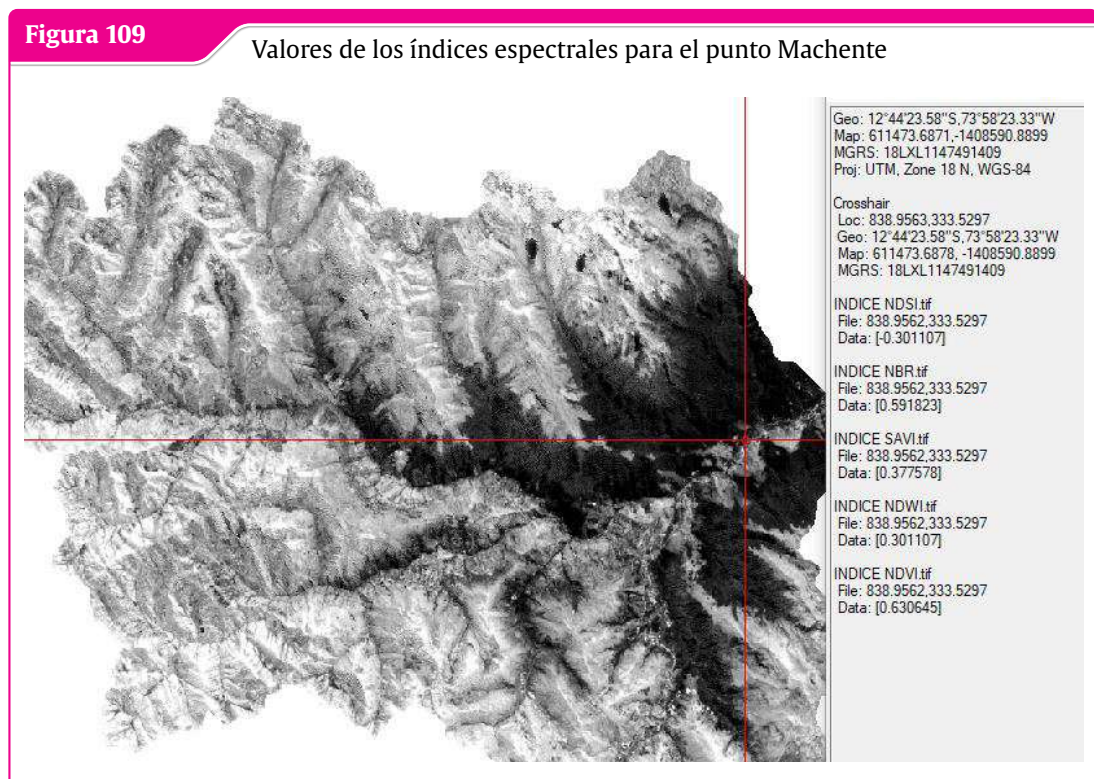 Figura 109
Valores de los índices espectrales para el punto Machente
Geo: 12°44'23.58"S,73°58'23.33"W
Map: 611473.6871,-1408590.8899
MGRS: 18LXL1147491409
Proj: UTM, Zone 18 N, WGS-84
Crosshair
Loc: 838.9563,333.5297
Geo: 12°44'23.58"S,73°58'23.33"W
Map: 611473.6878, -1408590.8899
MGRS: 18LXL1147491409
INDICE NDSI.tif
File: 838.9562,333.5297
Data: [-0.301107]
INDICE NBR.tif
File: 838.9562,333.5297
Data: [0.591823]
INDICE SAVI.tif
File: 838.9562,333.5297
Data: [0.377578]
INDICE NDWI.tif
File: 838.9562,333.5297
Data: [0.301107]
INDICE NDVI.tif
File: 838.9562,333.5297
Data: [0.630645]